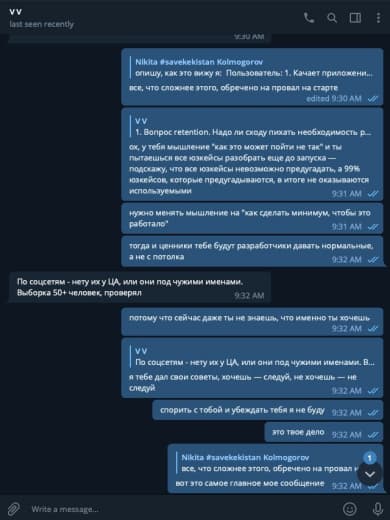 V V
last seen recently
9:30 AM
Nikita #savekekistan Kolmogorov
опишу, как это вижу я: Пользователь: 1. Качает приложени...
все, что сложнее этого, обречено на провал на старте
edited 9:30 AM
V V
1. Вопрос retention. Надо ли сходу пихать необходимость р...
ох, у тебя мышление "как это может пойти не так" и ты
пытаешься все юзкейсы разобрать еще до запуска —
подскажу, что все юзкейсы невозможно предугадать, а 99%
юзкейсов, которые предугадываются, в итоге не оказываются
используемыми
9:31 AM
нужно менять мышление на "как сделать минимум, чтобы это
работало"
9:31 AM
тогда и ценники тебе будут разработчики давать нормальные,
а не с потолка
9:32 AM
По соцсетям - нету их у ЦА, или они под чужими именами.
Выборка 50+ человек, проверял
9:32 AM
потому что сейчас даже ты не знаешь, что именно ты хочешь
9:32 AM
V V
По соцсетям - нету их у ЦА, или они под чужими именами. В...
я тебе дал свои советы, хочешь — следуй, не хочешь — не
следуй
9:32 AM
спорить с тобой и убеждать тебя я не буду
9:32 AM
это твое дело
9:32 AM
Nikita #savekekistan Kolmogorov
1
все, что сложнее этого, обречено на провал н
вот это самое главное мое сообщение
9:32 AM
Write a message...